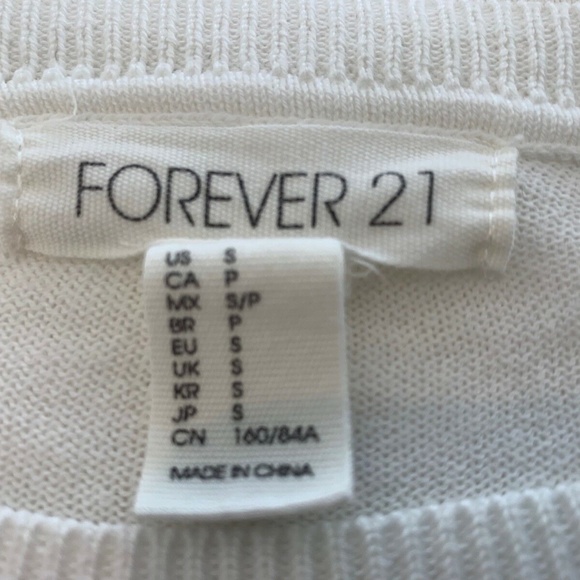 FOREVER 21
US S
CA P
MX S/P
BR P
EU S
UK S
KR S
JP S
CN 160/84A
MADE IN CHINA